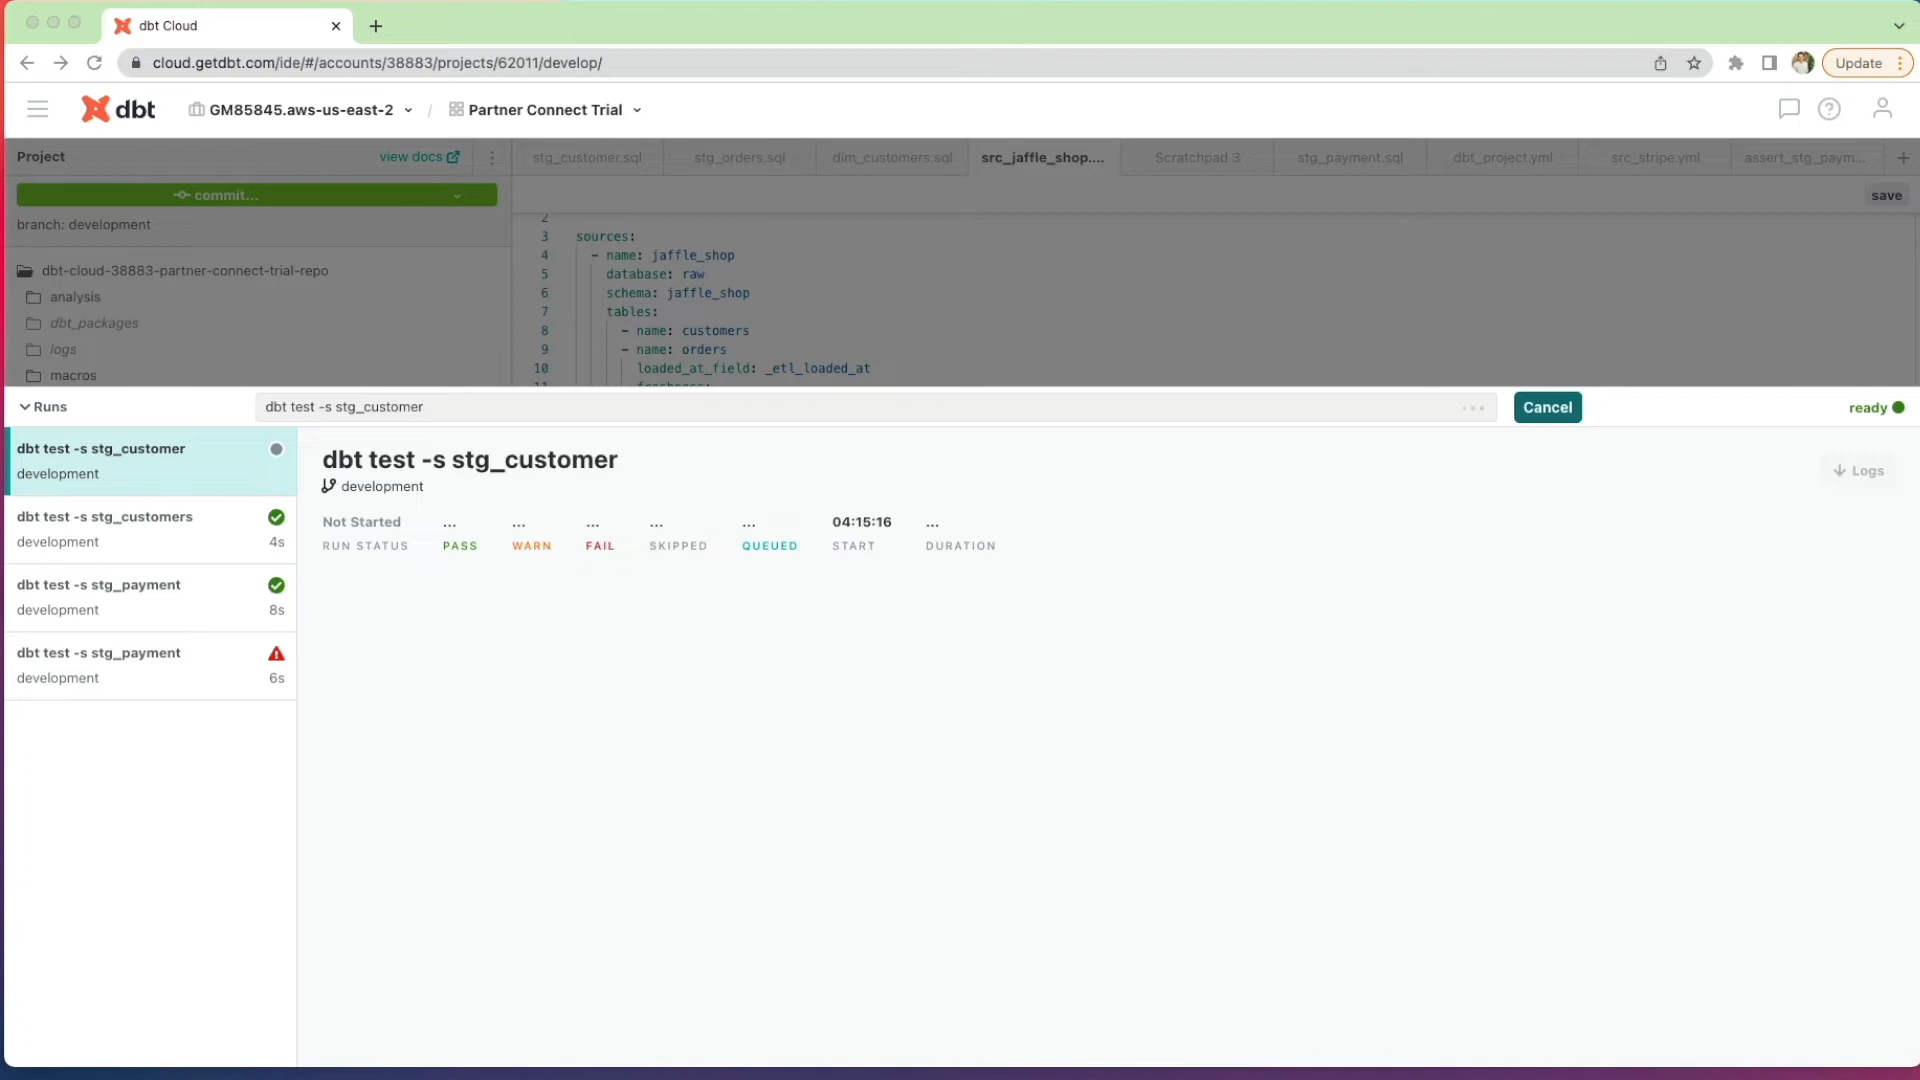 dbt Cloud
cloud.getdbt.com/ide/#/accounts/38883/projects/62011/develop/
Update
dbt
GM85845.aws-us-east-2
/
Partner Connect Trial
Project
view docs
stg_customer.sql
stg_orders.sql
dim_customers.sql
src_jaffle_shop....
Scratchpad 3
stg_payment.sql
dbt_project.yml
src_stripe.yml
assert_stg_paym...
commit...
save
branch: development
2
3 sources:
4 - name: jaffle_shop
5 database: raw
6 schema: jaffle_shop
7 tables:
8 - name: customers
9 - name: orders
10 loaded_at_field: _etl_loaded_at
dbt-cloud-38883-partner-connect-trial-repo
analysis
dbt_packages
logs
macros
Runs
dbt test -s stg_customer
Cancel
ready
dbt test -s stg_customer
development
dbt test -s stg_customers
development
4s
dbt test -s stg_payment
development
8s
dbt test -s stg_payment
development
6s
dbt test -s stg_customer
development
Logs
Not Started ... ... ... ... ... 04:15:16 ...
RUN STATUS PASS WARN FAIL SKIPPED QUEUED START DURATION